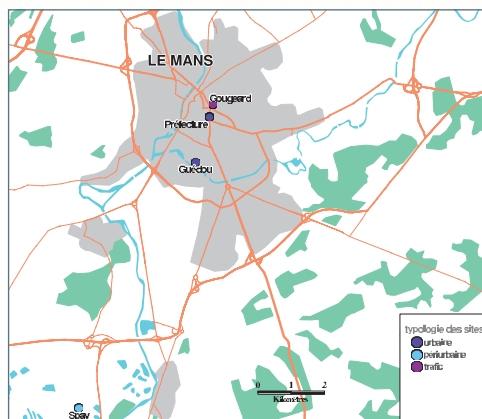 LE MANS
Gougeard
Préfecture
Guédou
typologie des sites
urbaine
périurbaine
trafic
0 1 2
Kilomètres
Spay